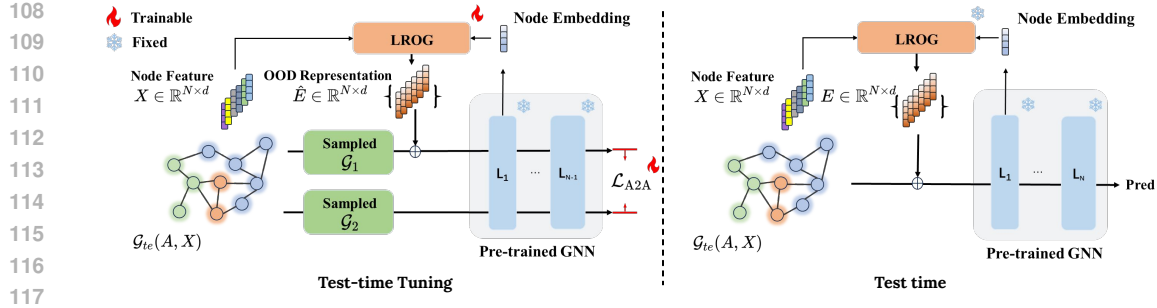 108
109
110
111
112
113
114
115
116
117
Trainable
Fixed
LROG
Node Embedding
Node Feature
X ∈ ℝ^{N×d}
OOD Representation
Ê ∈ ℝ^{N×d}
{ }
Sampled
𝒢₁
⊕
L₁
...
L_{N-1}
ℒ_{A2A}
Sampled
𝒢₂
𝒢_{te}(A, X)
Pre-trained GNN
Test-time Tuning
LROG
Node Embedding
Node Feature
X ∈ ℝ^{N×d}
E ∈ ℝ^{N×d}
{ }
⊕
L₁
...
L_N
Pred
𝒢_{te}(A, X)
Pre-trained GNN
Test time